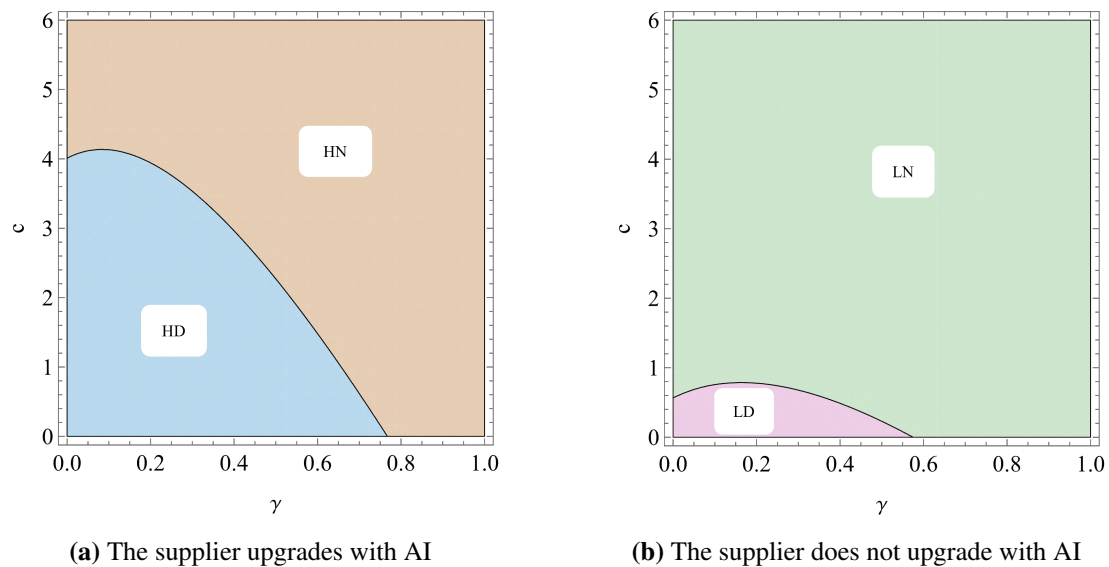 6
5
4
3
2
1
0
c
HN
HD
0.0 0.2 0.4 0.6 0.8 1.0
γ
(a) The supplier upgrades with AI
6
5
4
3
2
1
0
c
LN
LD
0.0 0.2 0.4 0.6 0.8 1.0
γ
(b) The supplier does not upgrade with AI